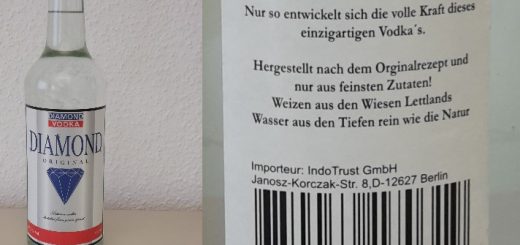 DIAMOND
VODKA
DIAMOND
ORIGINAL
Nur so entwickelt sich die volle Kraft dieses
einzigartigen Vodka´s.
Hergestellt nach dem Orginalrezept und
nur aus feinsten Zutaten!
Weizen aus den Wiesen Lettlands
Wasser aus den Tiefen rein wie die Natur
Importeur: IndoTrust GmbH
Janosz-Korczak-Str. 8,D-12627 Berlin